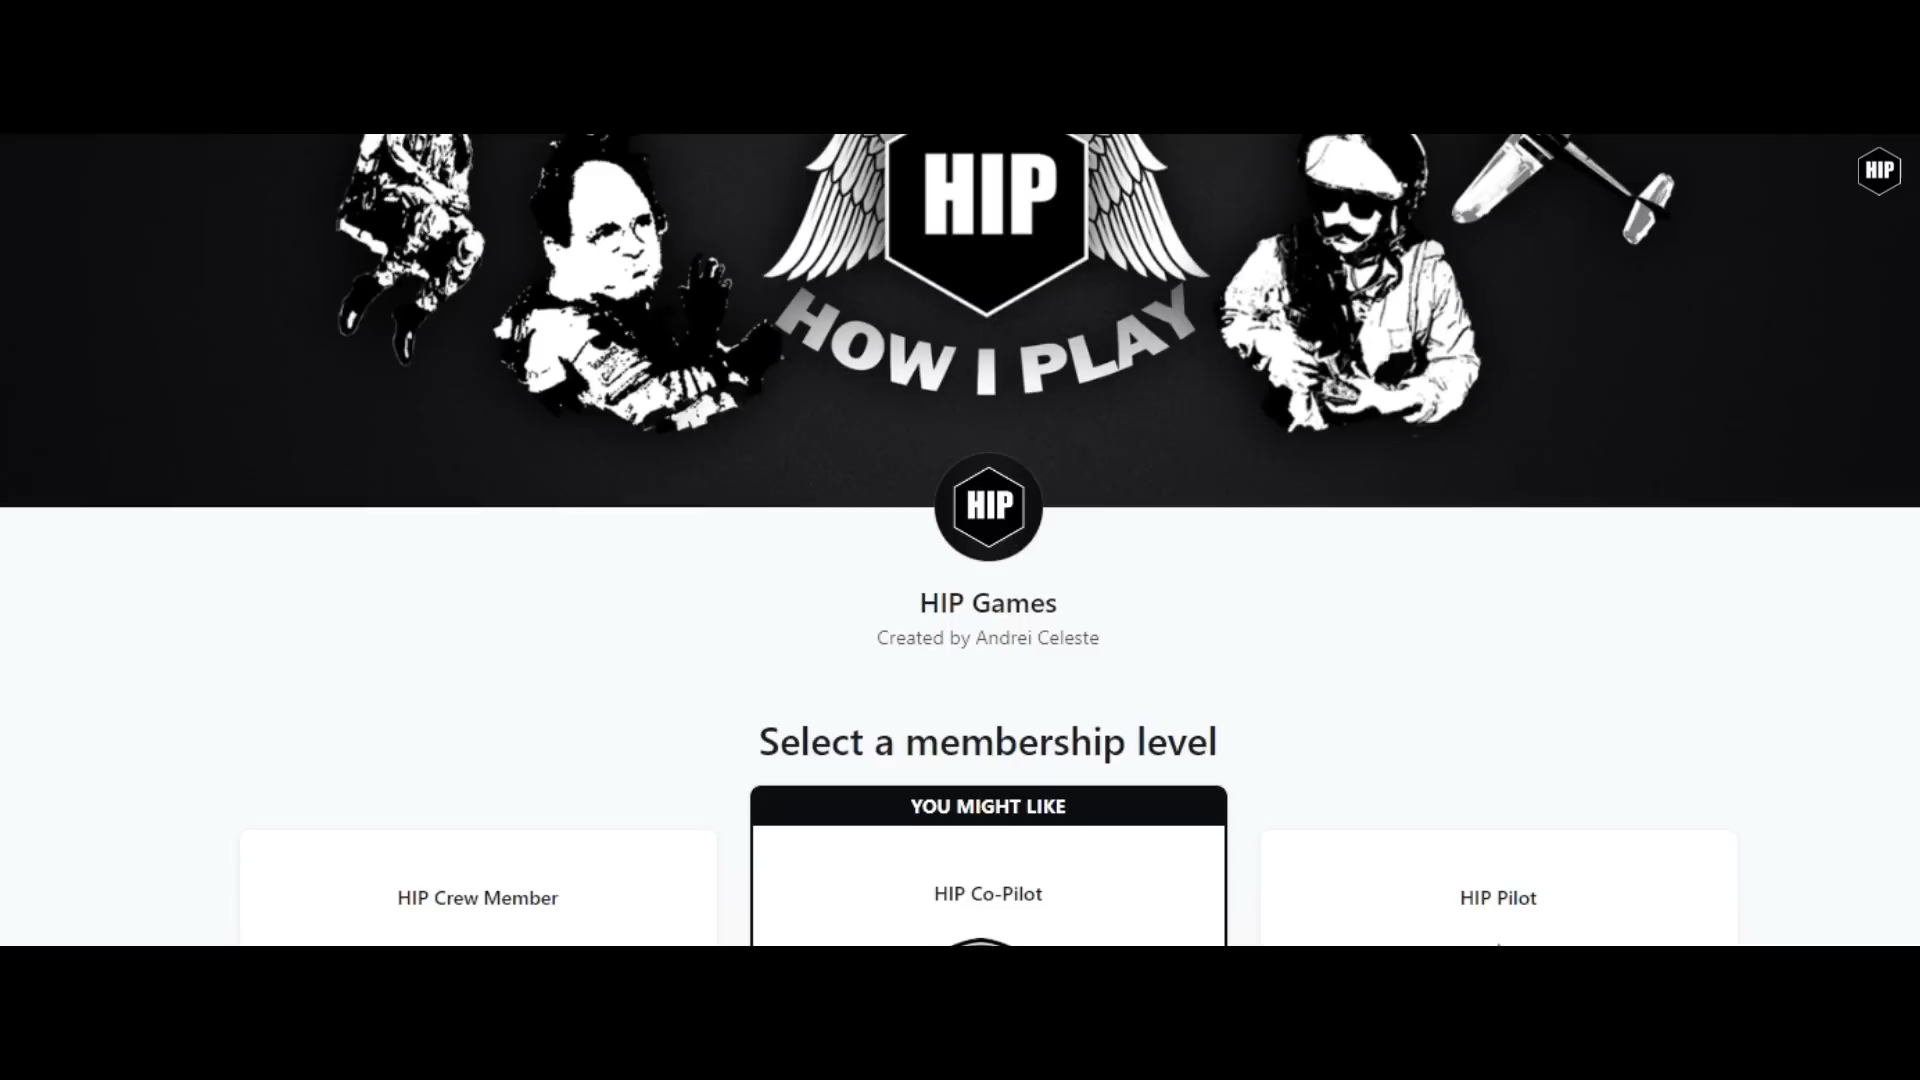 HIP
HIP
HOW I PLAY
HIP
HIP Games
Created by Andrei Celeste
Select a membership level
YOU MIGHT LIKE
HIP Crew Member
HIP Co-Pilot
HIP Pilot